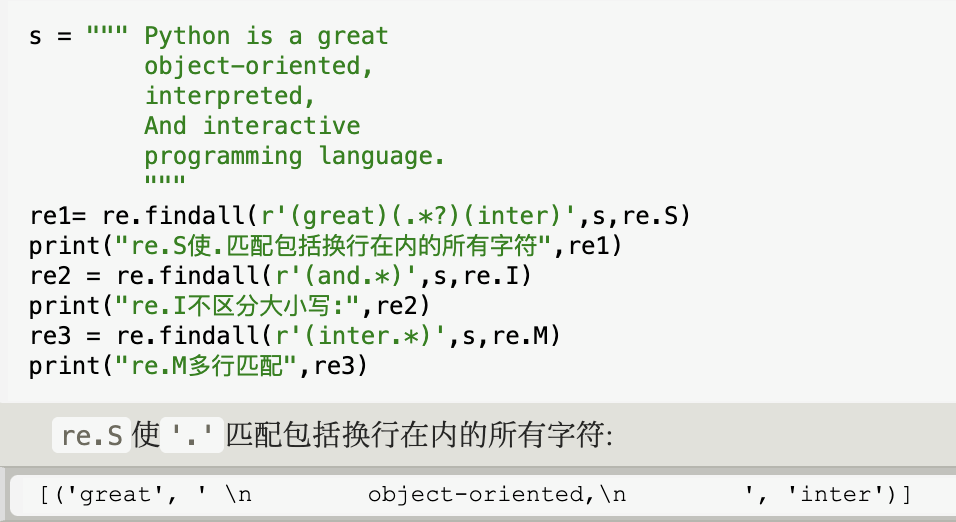 s = """ Python is a great
object-oriented,
interpreted,
And interactive
programming language.
"""
re1= re.findall(r'(great)(.*?)(inter)',s,re.S)
print("re.S使.匹配包括换行在内的所有字符",re1)
re2 = re.findall(r'(and.*)',s,re.I)
print("re.I不区分大小写:",re2)
re3 = re.findall(r'(inter.*)',s,re.M)
print("re.M多行匹配",re3)
re.S使'.'匹配包括换行在内的所有字符:
[('great', ' \n        object-oriented,\n        ', 'inter')]